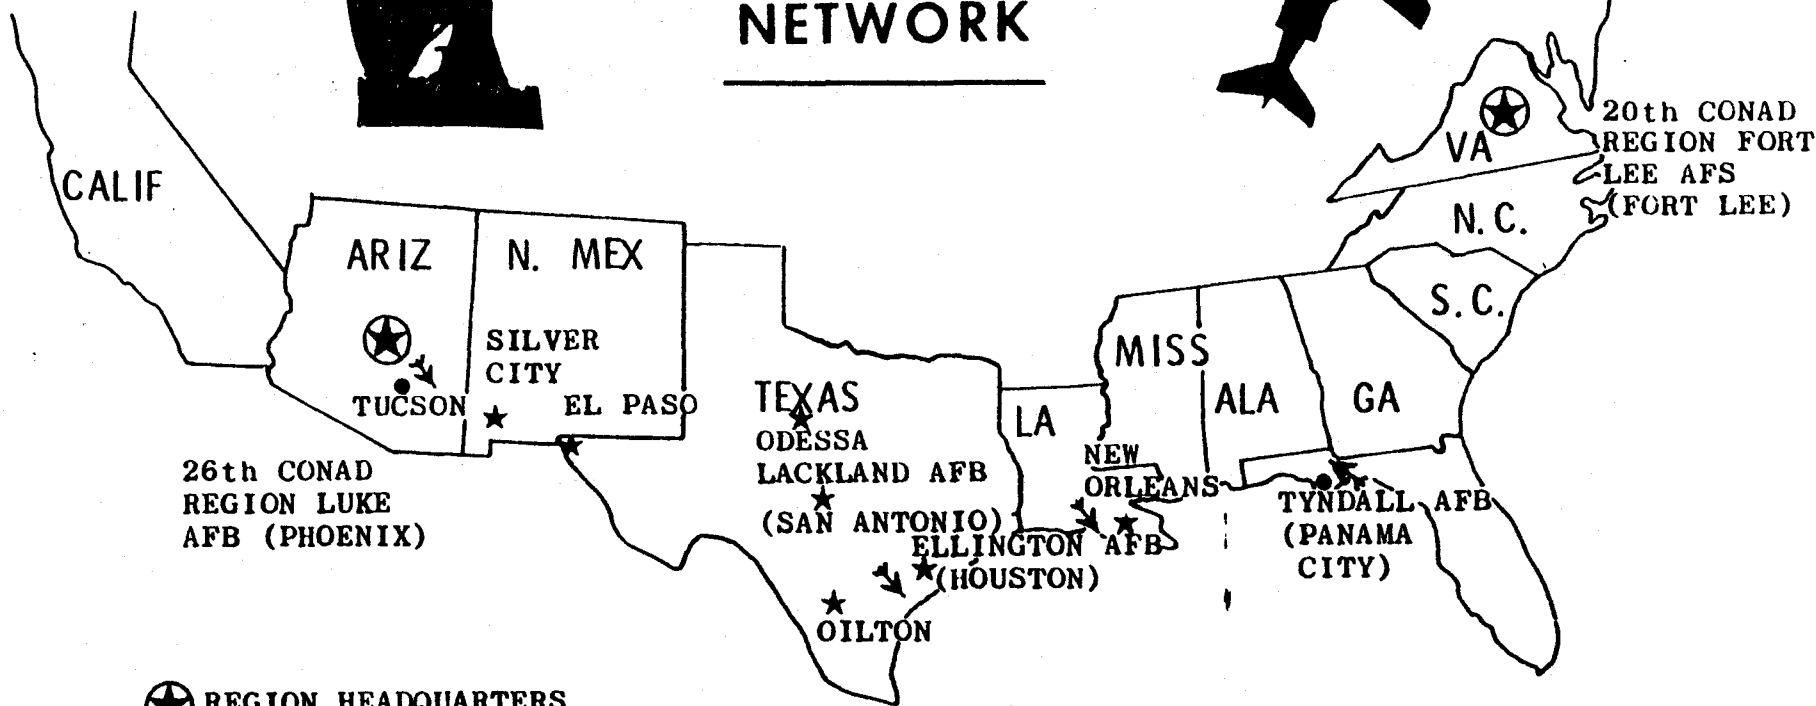 NETWORK
20th CONAD
REGION FORT
LEE AFS
(FORT LEE)
VA
CALIF
N.C.
ARIZ
N. MEX
S.C.
SILVER
CITY
MISS
TUCSON
EL PASO
TEXAS
ALA
GA
LA
ODESSA
LACKLAND AFB
(SAN ANTONIO)
NEW
ORLEANS
26th CONAD
REGION LUKE
AFB (PHOENIX)
TYNDALL AFB
(PANAMA
CITY)
ELLINGTON AFB
(HOUSTON)
OILTON
REGION HEADQUARTERS